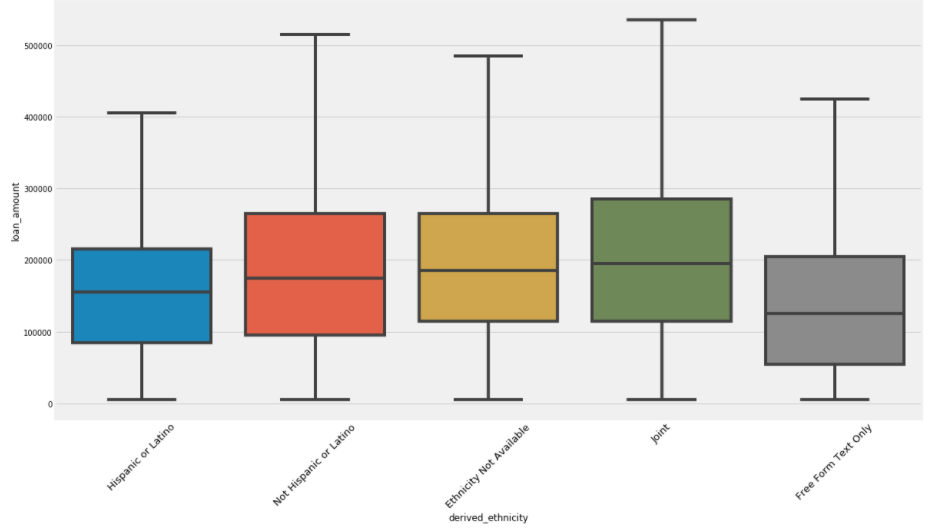 500000
400000
300000
200000
100000
0
loan_amount
Hispanic or Latino
Not Hispanic or Latino
Ethnicity Not Available
Joint
Free Form Text Only
derived_ethnicity